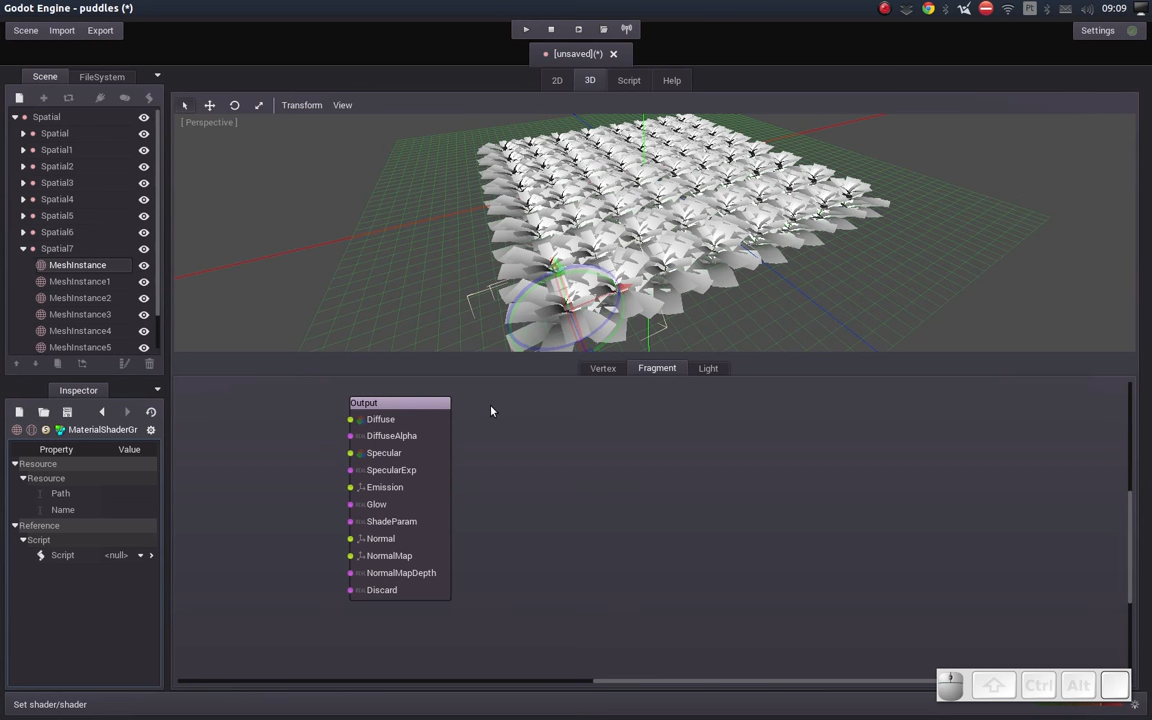 Godot Engine - puddles (*)
Pt
09:09
Scene
Import
Export
Settings
[unsaved](*)
Scene
FileSystem
2D
3D
Script
Help
Transform
View
[ Perspective ]
Spatial
Spatial
Spatial1
Spatial2
Spatial3
Spatial4
Spatial5
Spatial6
Spatial7
MeshInstance
MeshInstance1
MeshInstance2
MeshInstance3
MeshInstance4
MeshInstance5
Vertex
Fragment
Light
Inspector
MaterialShaderGr
Property
Value
Resource
Resource
Path
Name
Reference
Script
Script
<null>
Output
Diffuse
DiffuseAlpha
Specular
SpecularExp
Emission
Glow
ShadeParam
Normal
NormalMap
NormalMapDepth
Discard
Ctrl
Alt
Set shader/shader